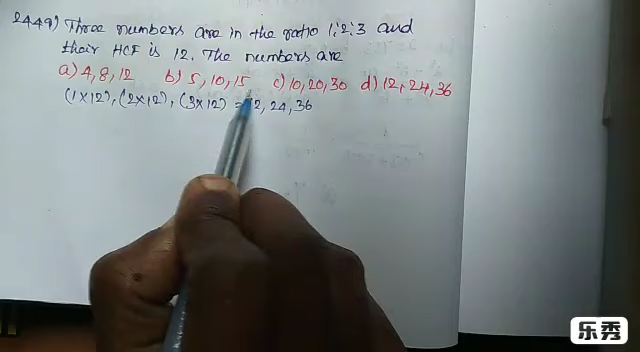 2449) Three numbers are in the ratio 1:2:3 and
their HCF is 12. The numbers are
a) 4, 8, 12 b) 5, 10, 15 c) 10, 20, 30 d) 12, 24, 36
(1×12), (2×12), (3×12) = 12, 24, 36
乐秀